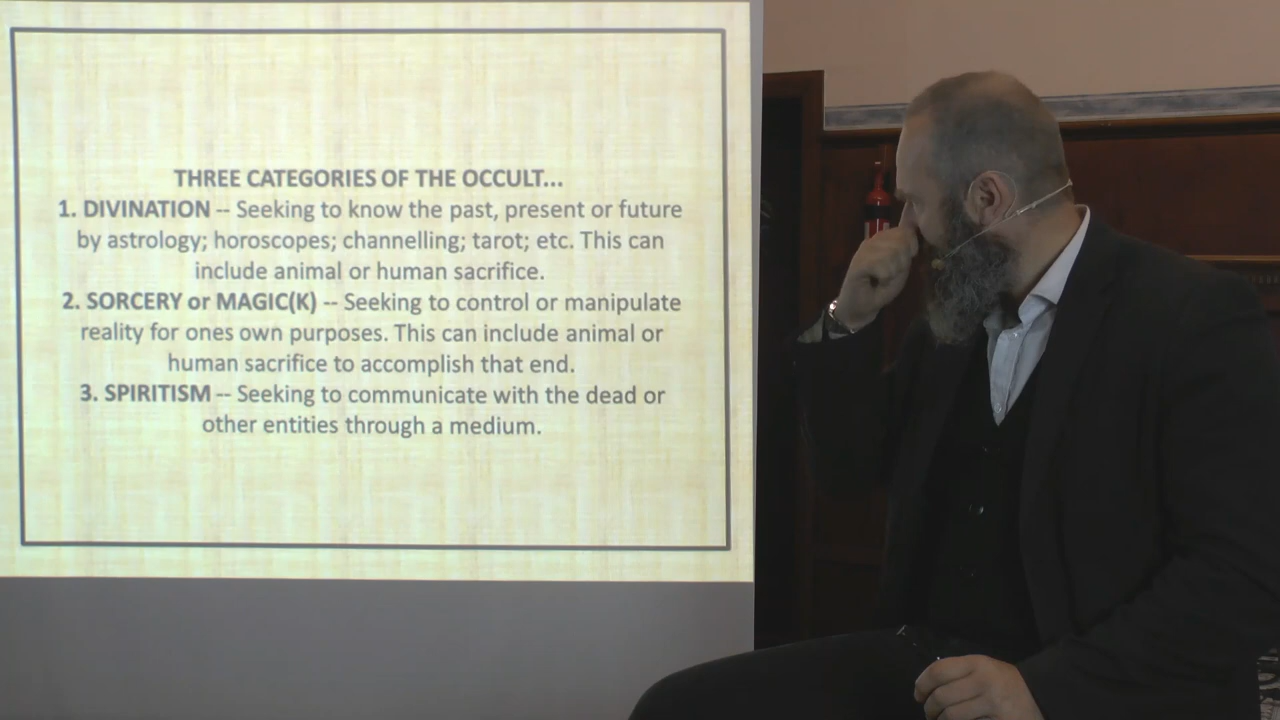 THREE CATEGORIES OF THE OCCULT...
1. DIVINATION -- Seeking to know the past, present or future
by astrology; horoscopes; channelling; tarot; etc. This can
include animal or human sacrifice.
2. SORCERY or MAGIC(K) -- Seeking to control or manipulate
reality for ones own purposes. This can include animal or
human sacrifice to accomplish that end.
3. SPIRITISM -- Seeking to communicate with the dead or
other entities through a medium.